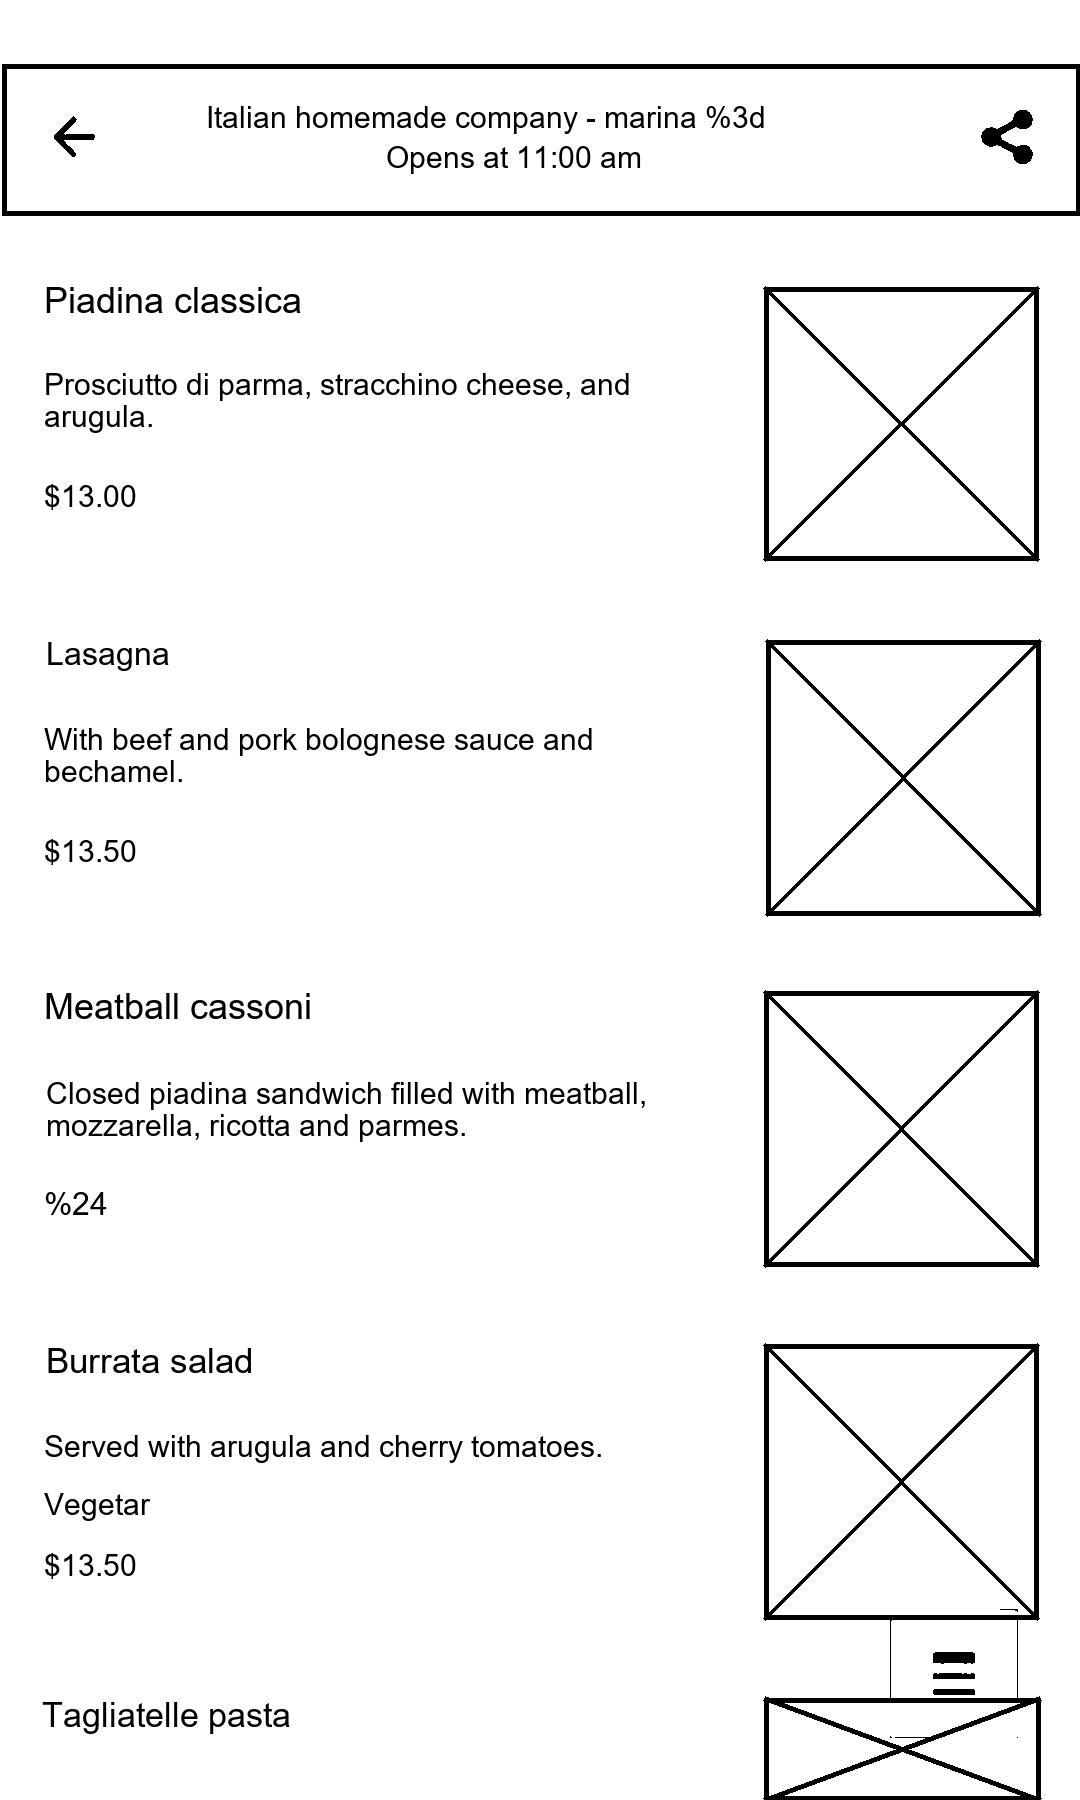 Italian homemade company - marina %3d
Opens at 11:00 am
Piadina classica
Prosciutto di parma, stracchino cheese, and
arugula.
$13.00
Lasagna
With beef and pork bolognese sauce and
bechamel.
$13.50
Meatball cassoni
Closed piadina sandwich filled with meatball,
mozzarella, ricotta and parmes.
%24
Burrata salad
Served with arugula and cherry tomatoes.
Vegetar
$13.50
Tagliatelle pasta